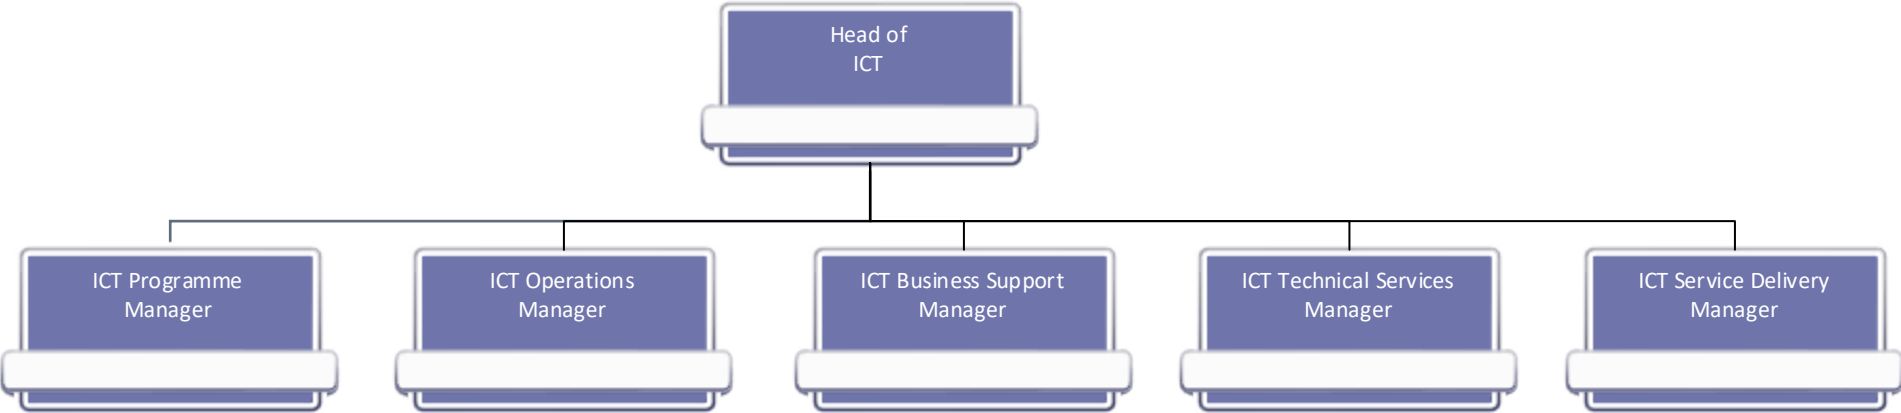 Head of
ICT
ICT Programme
Manager
ICT Operations
Manager
ICT Business Support
Manager
ICT Technical Services
Manager
ICT Service Delivery
Manager